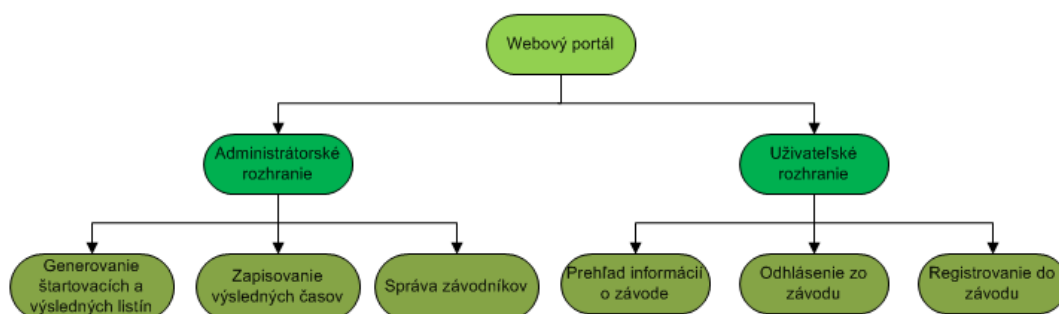 Webový portál
Administrátorské
rozhranie
Uživateľské
rozhranie
Generovanie
štartovacích a
výsledných listín
Zapisovanie
výsledných časov
Správa závodníkov
Prehľad informácií
o závode
Odhlásenie zo
závodu
Registrovanie do
závodu